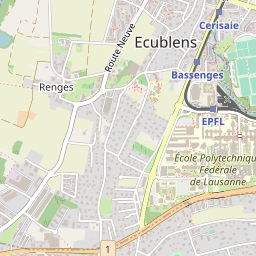 Cerisaie
Route Neuve
Ecublens
Bassenges
Renges
EPFL
École Polytechnique
Fédérale
de Lausanne
1